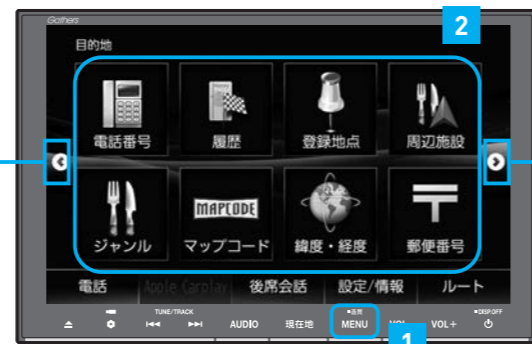 Gathers
2
目的地
電話番号 履歴 登録地点 周辺施設
ジャンル マップコード MAPCODE 緯度・経度 郵便番号
電話 Apple CarPlay 後席会話 設定/情報 ルート
TUNE/TRACK ■画質 ■DISP.OFF
AUDIO 現在地 MENU VOL- VOL+
1